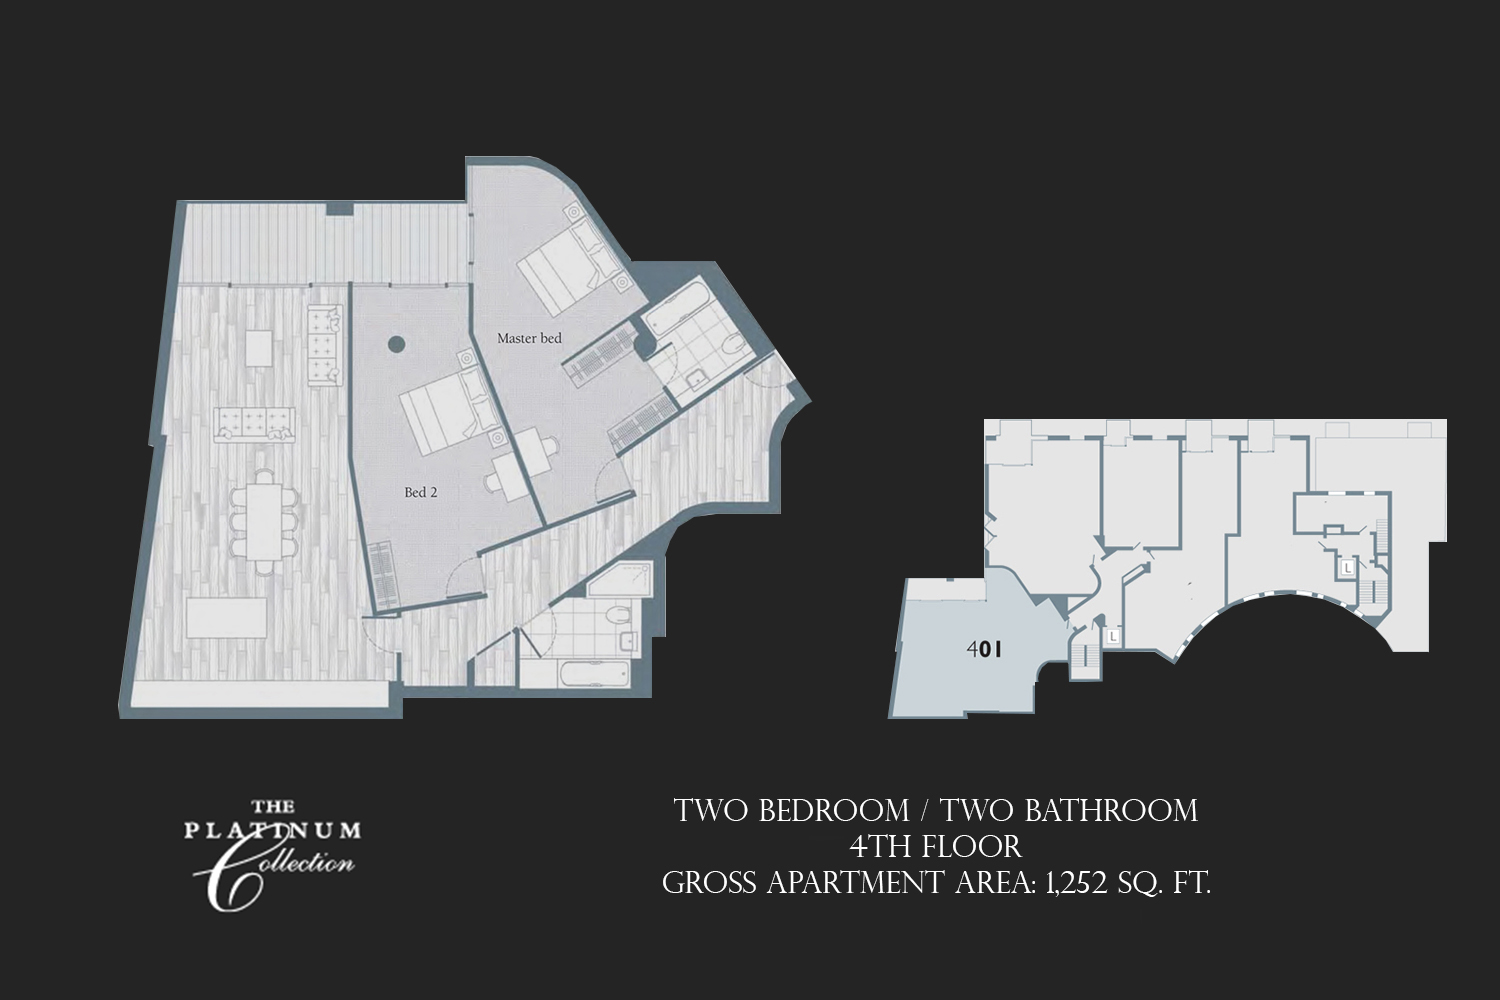 Master bed
Bed 2
401
L
L
THE
PLATINUM
Collection
TWO BEDROOM / TWO BATHROOM
4TH FLOOR
GROSS APARTMENT AREA: 1,252 SQ. FT.